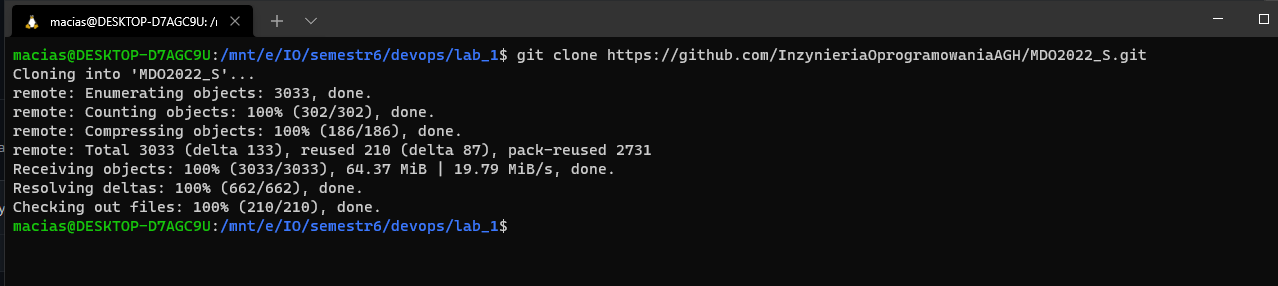 macias@DESKTOP-D7AGC9U: /r
macias@DESKTOP-D7AGC9U:/mnt/e/IO/semestr6/devops/lab_1$ git clone https://github.com/InzynieriaOprogramowaniaAGH/MDO2022_S.git
Cloning into 'MDO2022_S'...
remote: Enumerating objects: 3033, done.
remote: Counting objects: 100% (302/302), done.
remote: Compressing objects: 100% (186/186), done.
remote: Total 3033 (delta 133), reused 210 (delta 87), pack-reused 2731
Receiving objects: 100% (3033/3033), 64.37 MiB | 19.79 MiB/s, done.
Resolving deltas: 100% (662/662), done.
Checking out files: 100% (210/210), done.
macias@DESKTOP-D7AGC9U:/mnt/e/IO/semestr6/devops/lab_1$